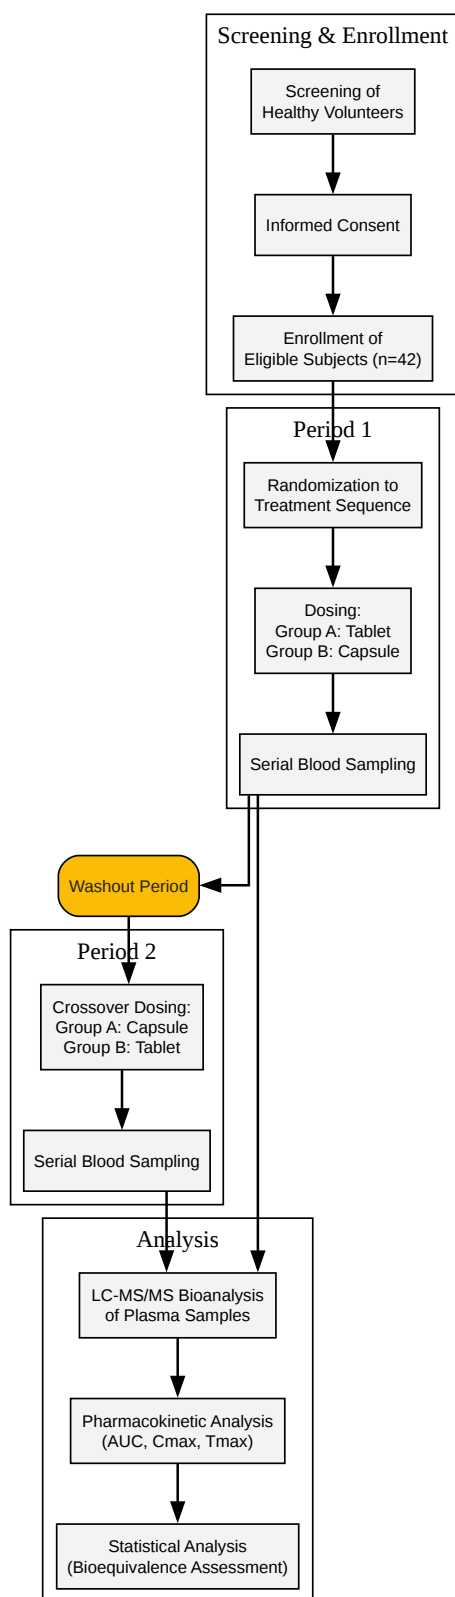 Screening & Enrollment
Screening of
Healthy Volunteers
Informed Consent
Enrollment of
Eligible Subjects (n=42)
Period 1
Randomization to
Treatment Sequence
Dosing:
Group A: Tablet
Group B: Capsule
Serial Blood Sampling
Washout Period
Period 2
Crossover Dosing:
Group A: Capsule
Group B: Tablet
Serial Blood Sampling
Analysis
LC-MS/MS Bioanalysis
of Plasma Samples
Pharmacokinetic Analysis
(AUC, Cmax, Tmax)
Statistical Analysis
(Bioequivalence Assessment)